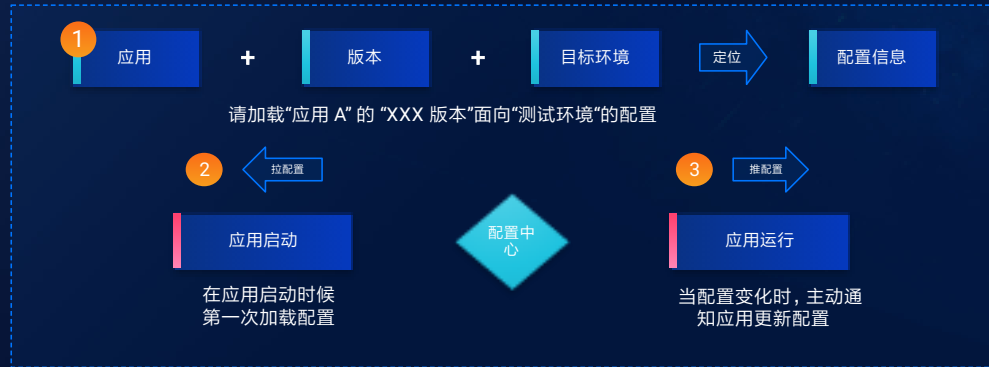 1
应用
+
版本
+
目标环境
定位
配置信息
请加载“应用 A” 的 “XXX 版本”面向“测试环境“的配置
2
拉配置
3
推配置
应用启动
配置中
心
应用运行
在应用启动时候
第一次加载配置
当配置变化时，主动通
知应用更新配置